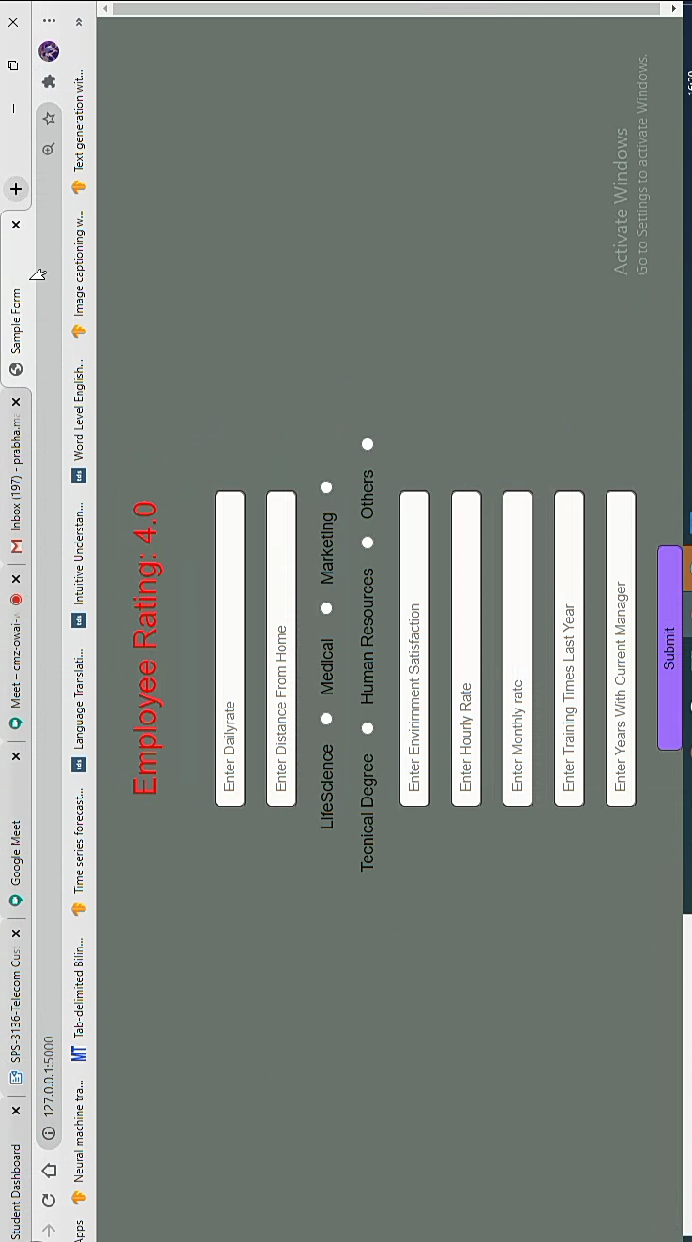 Student Dashboard
SPS-3136-Telecom Cus
Google Meet
Meet – cmz-owai-v
Inbox (197) - prabha.ma
Sample Form
127.0.0.1:5000
Apps
Neural machine tra...
Tab-delimited Bilin...
Time series forecas...
Language Translati...
Intuitive Understan...
Word Level English...
Image captioning w...
Text generation wit...
Employee Rating: 4.0
Enter Dailyrate
Enter Distance From Home
LifeScience Medical Marketing
Tecnical Degree Human Resources Others
Enter Envirinment Satisfaction
Enter Hourly Rate
Enter Monthly rate
Enter Training Times Last Year
Enter Years With Current Manager
Submit
Activate Windows
Go to Settings to activate Windows.